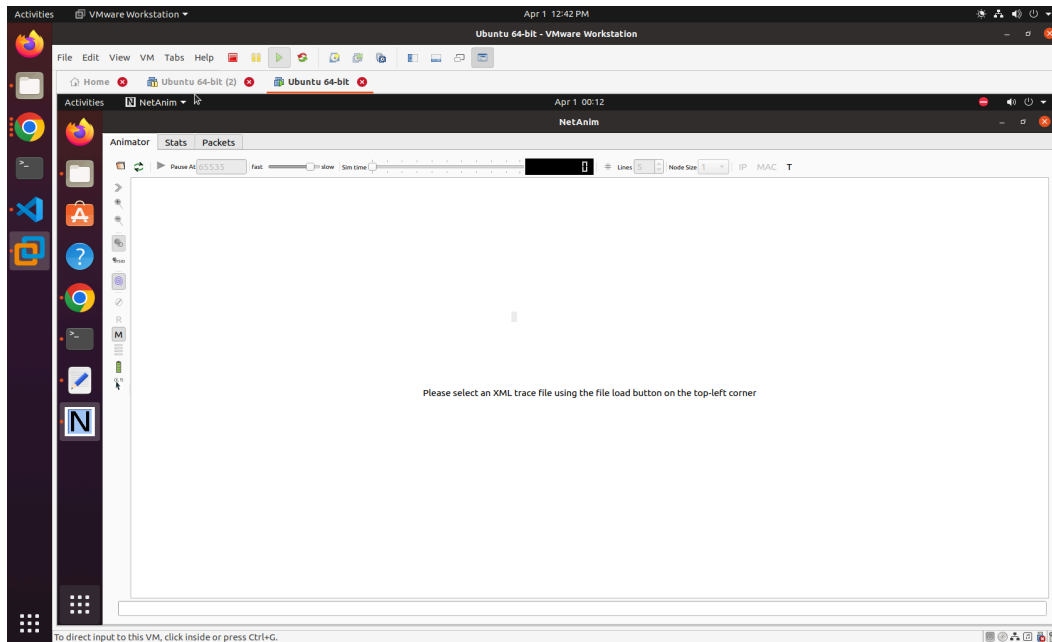 Activities VMware Workstation Apr 1 12:42 PM
Ubuntu 64-bit - VMware Workstation
File Edit View VM Tabs Help
Home Ubuntu 64-bit (2) Ubuntu 64-bit
Activities NetAnim Apr 1 00:12
NetAnim
Animator Stats Packets
Pause At 65535 fast slow Sim time 0 Lines 5 Node Size 1 IP MAC T
R
M
Please select an XML trace file using the file load button on the top-left corner
To direct input to this VM, click inside or press Ctrl+G.